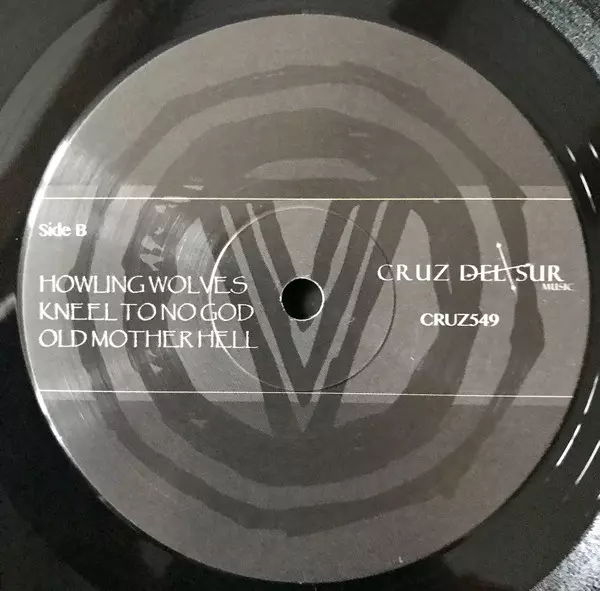 Side B
HOWLING WOLVES
KNEEL TO NO GOD
OLD MOTHER HELL
CRUZ DEL SUR
MUSIC
CRUZ549